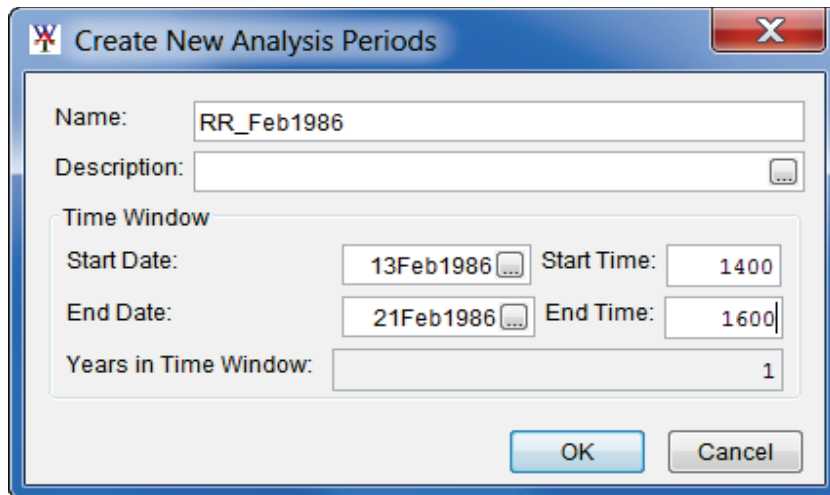 Create New Analysis Periods
Name: RR_Feb1986
Description: ...
Time Window
Start Date: 13Feb1986 ... Start Time: 1400
End Date: 21Feb1986 ... End Time: 1600
Years in Time Window: 1
OK Cancel